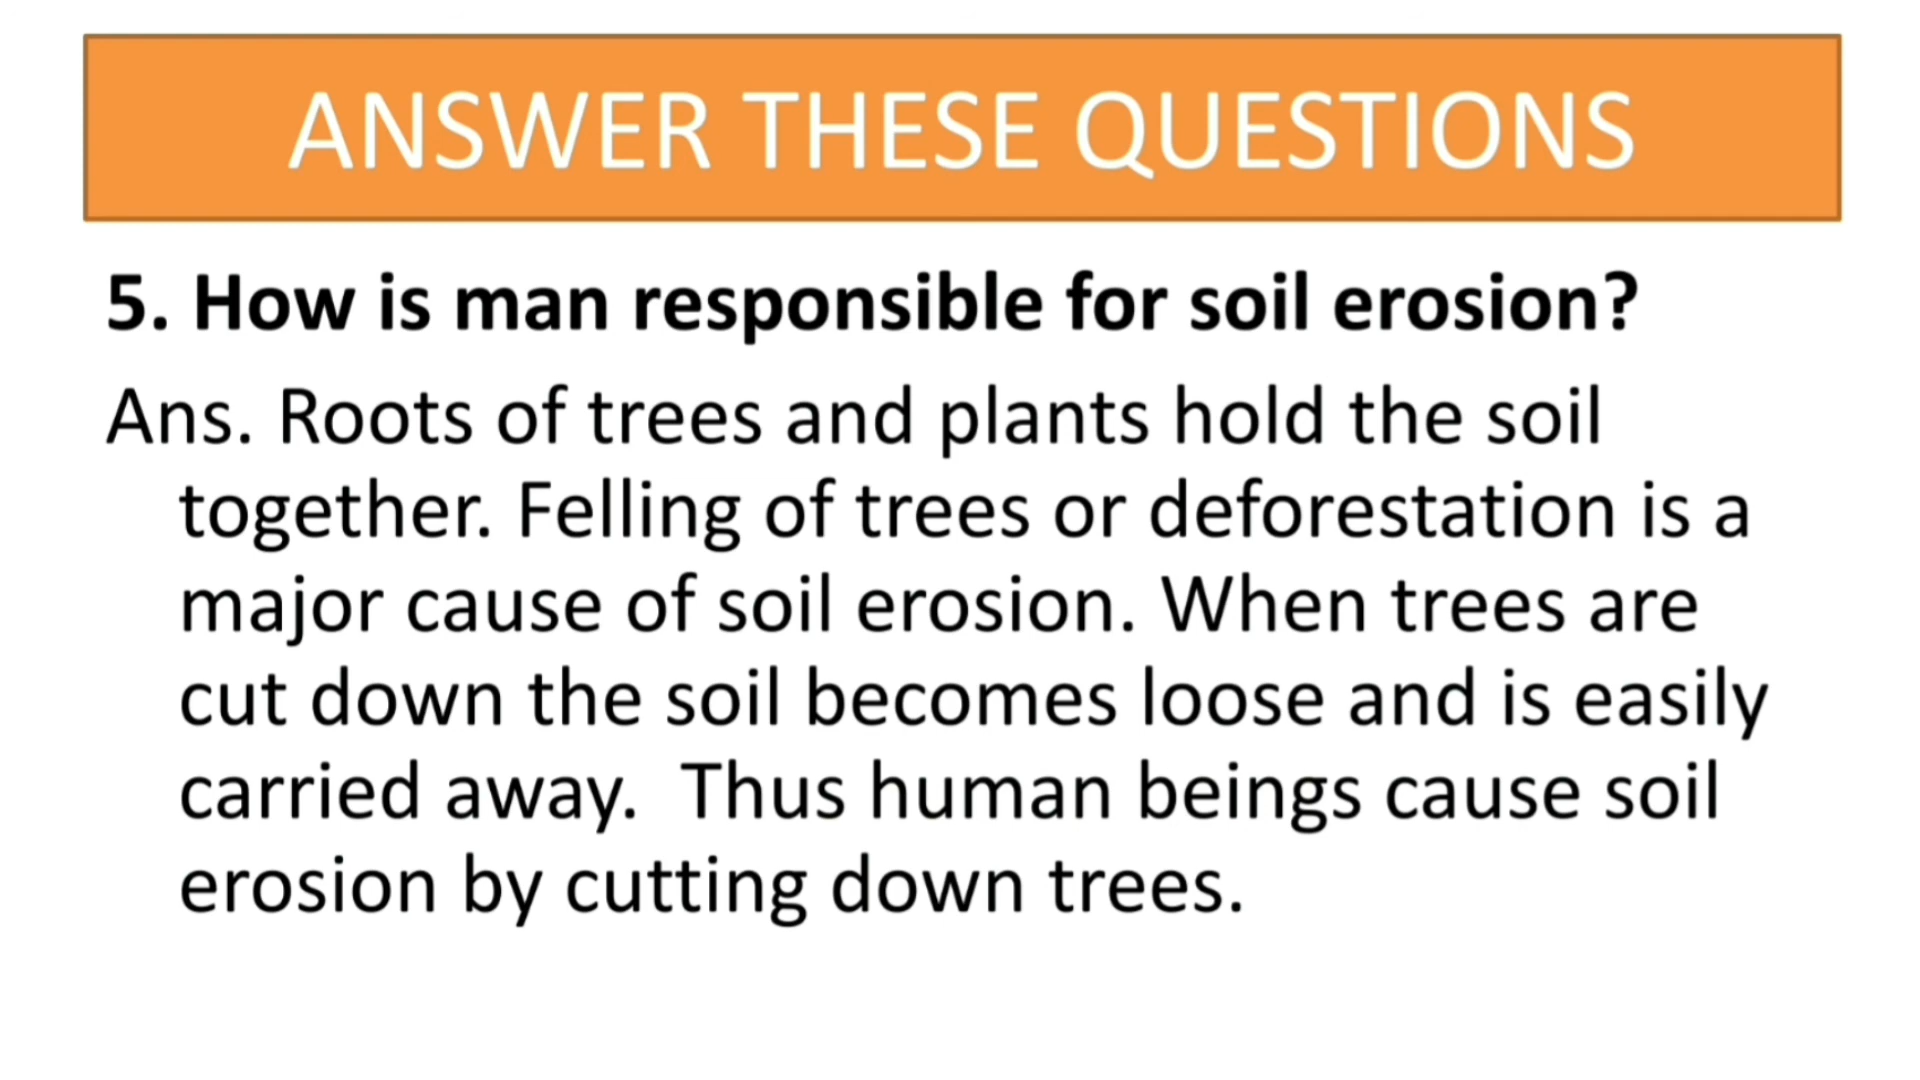 ANSWER THESE QUESTIONS
5. How is man responsible for soil erosion?
Ans. Roots of trees and plants hold the soil
together. Felling of trees or deforestation is a
major cause of soil erosion. When trees are
cut down the soil becomes loose and is easily
carried away.  Thus human beings cause soil
erosion by cutting down trees.